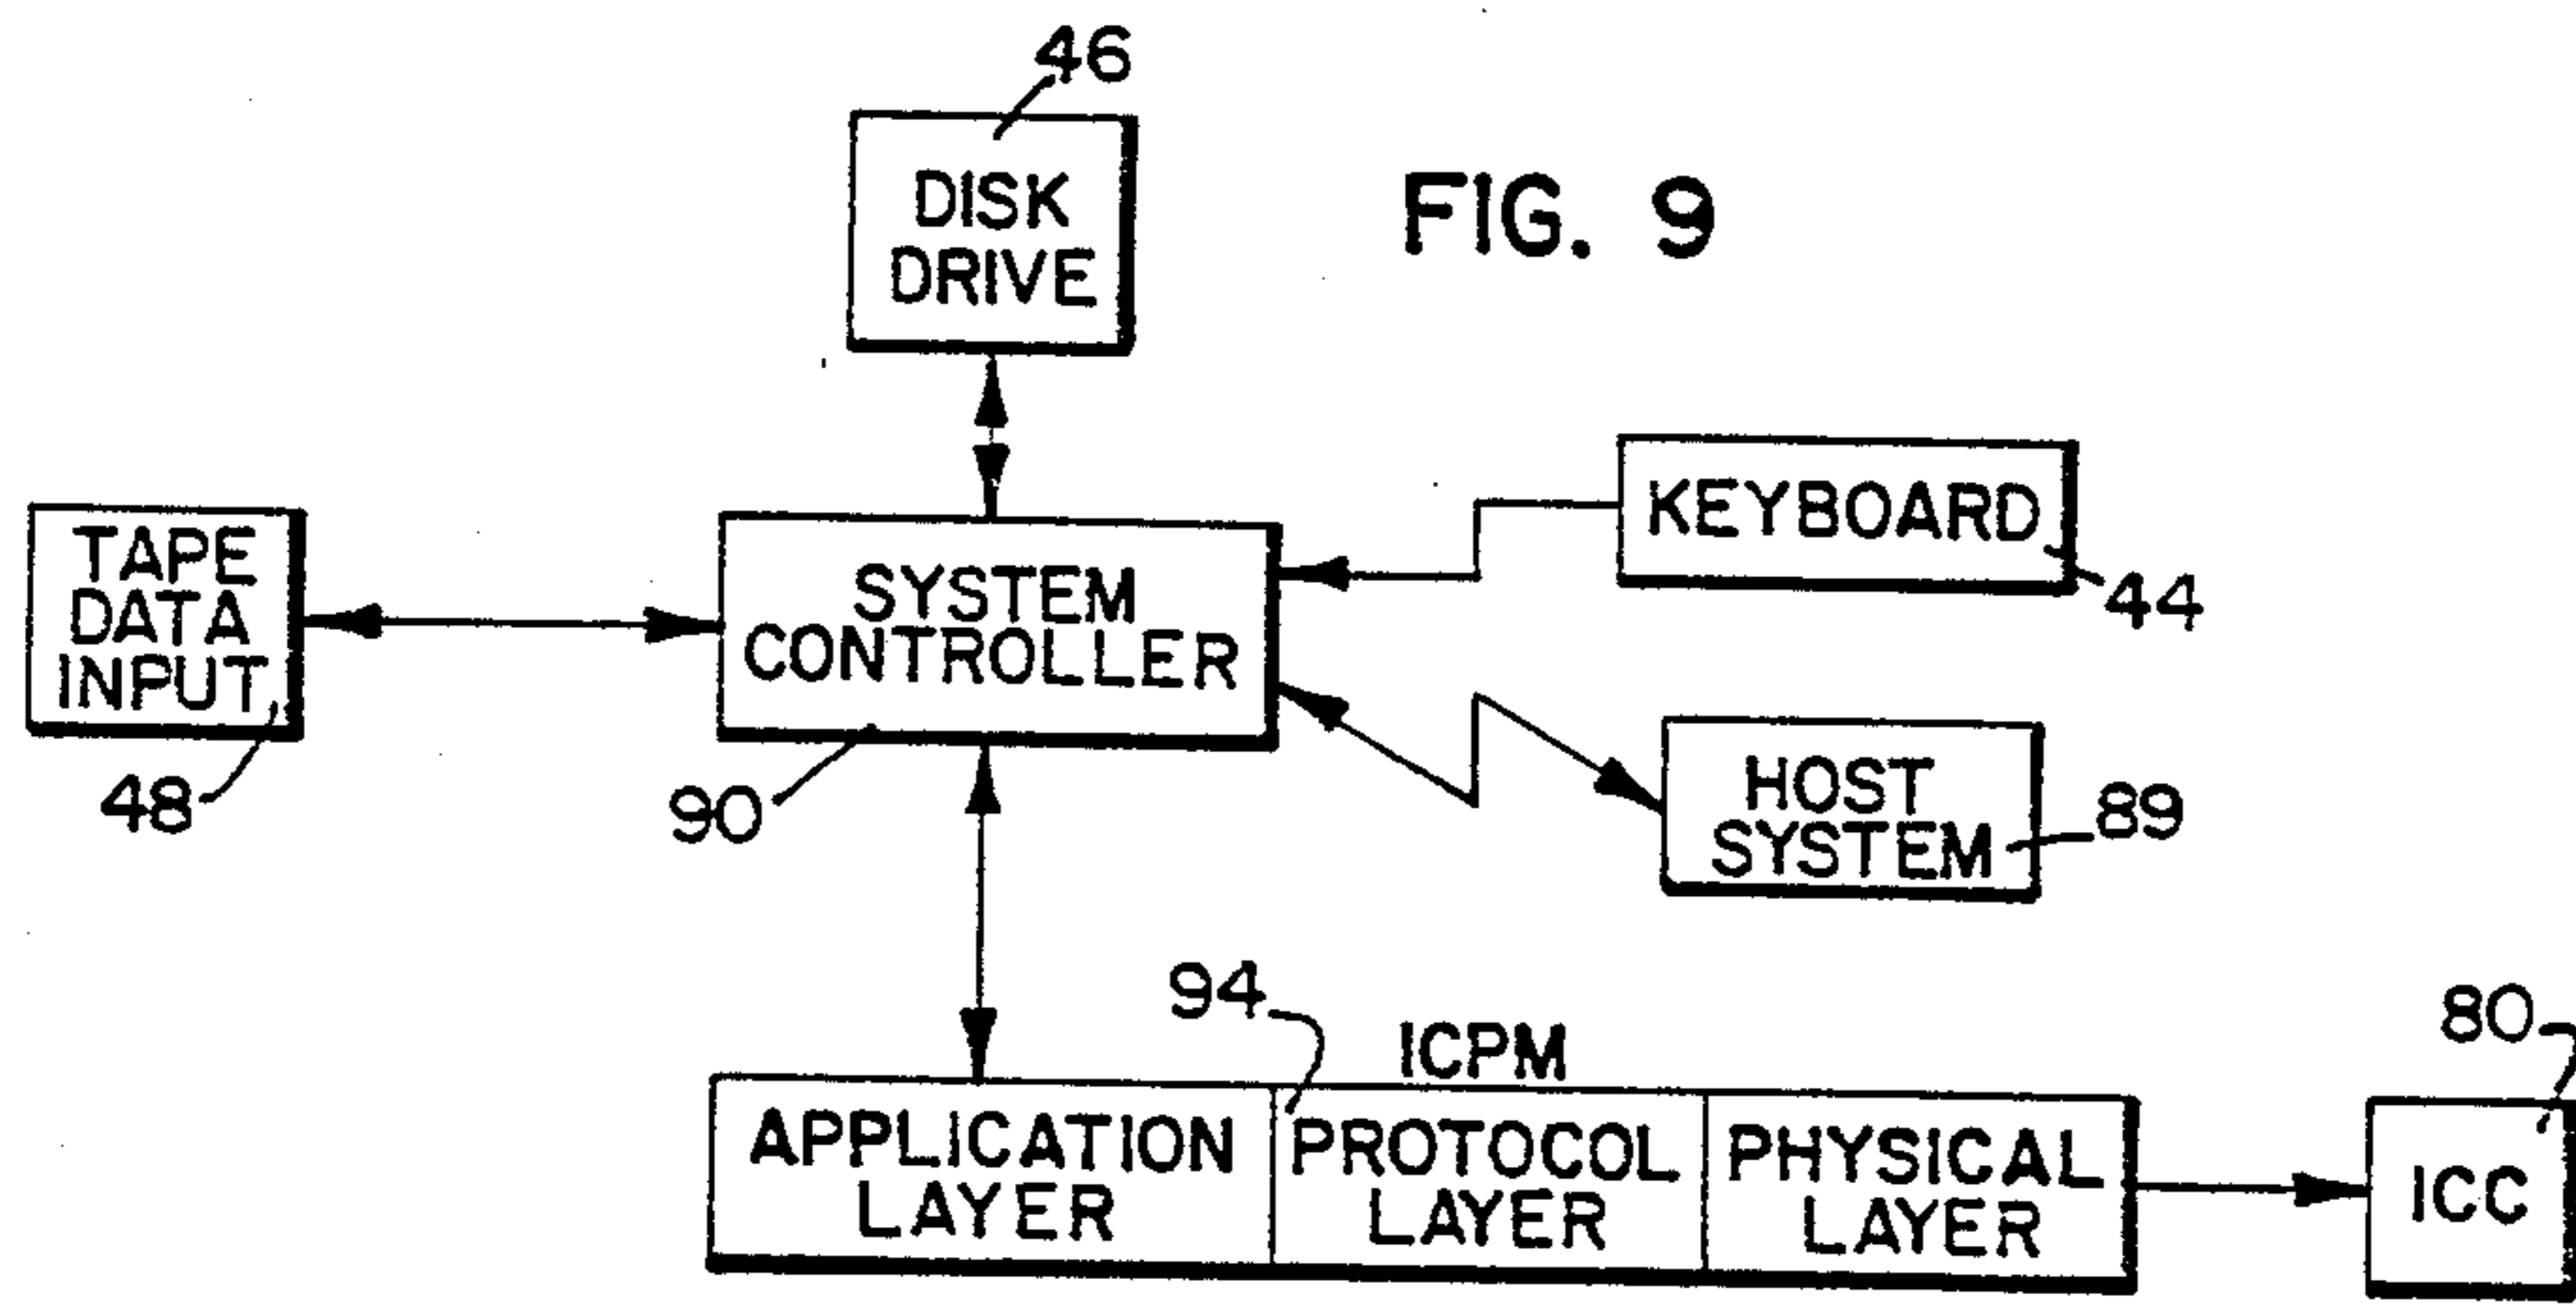 46
DISK
DRIVE
FIG. 9
KEYBOARD
44
TAPE
DATA
INPUT
48
SYSTEM
CONTROLLER
90
HOST
SYSTEM
89
94
ICPM
80
APPLICATION
LAYER
PROTOCOL
LAYER
PHYSICAL
LAYER
ICC